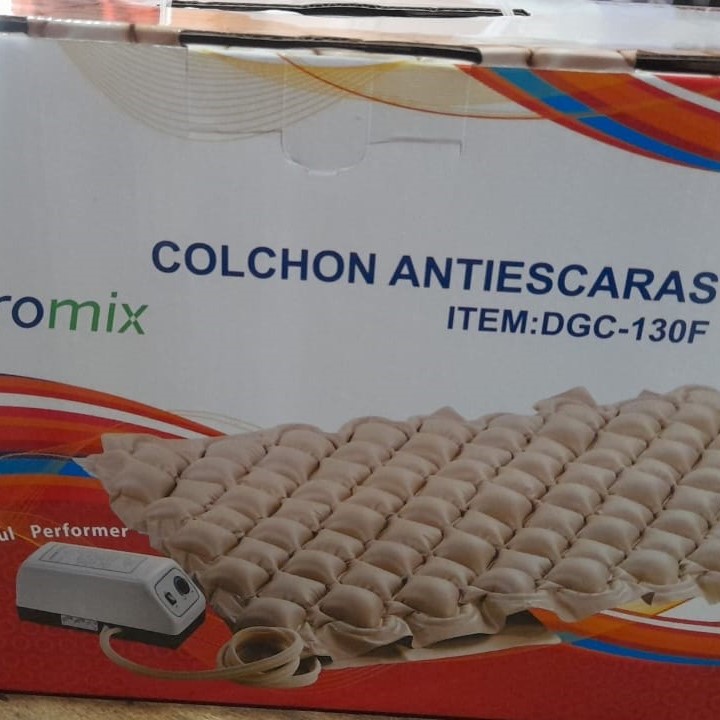 COLCHON ANTIESCARAS
romix
ITEM:DGC-130F
ul Performer